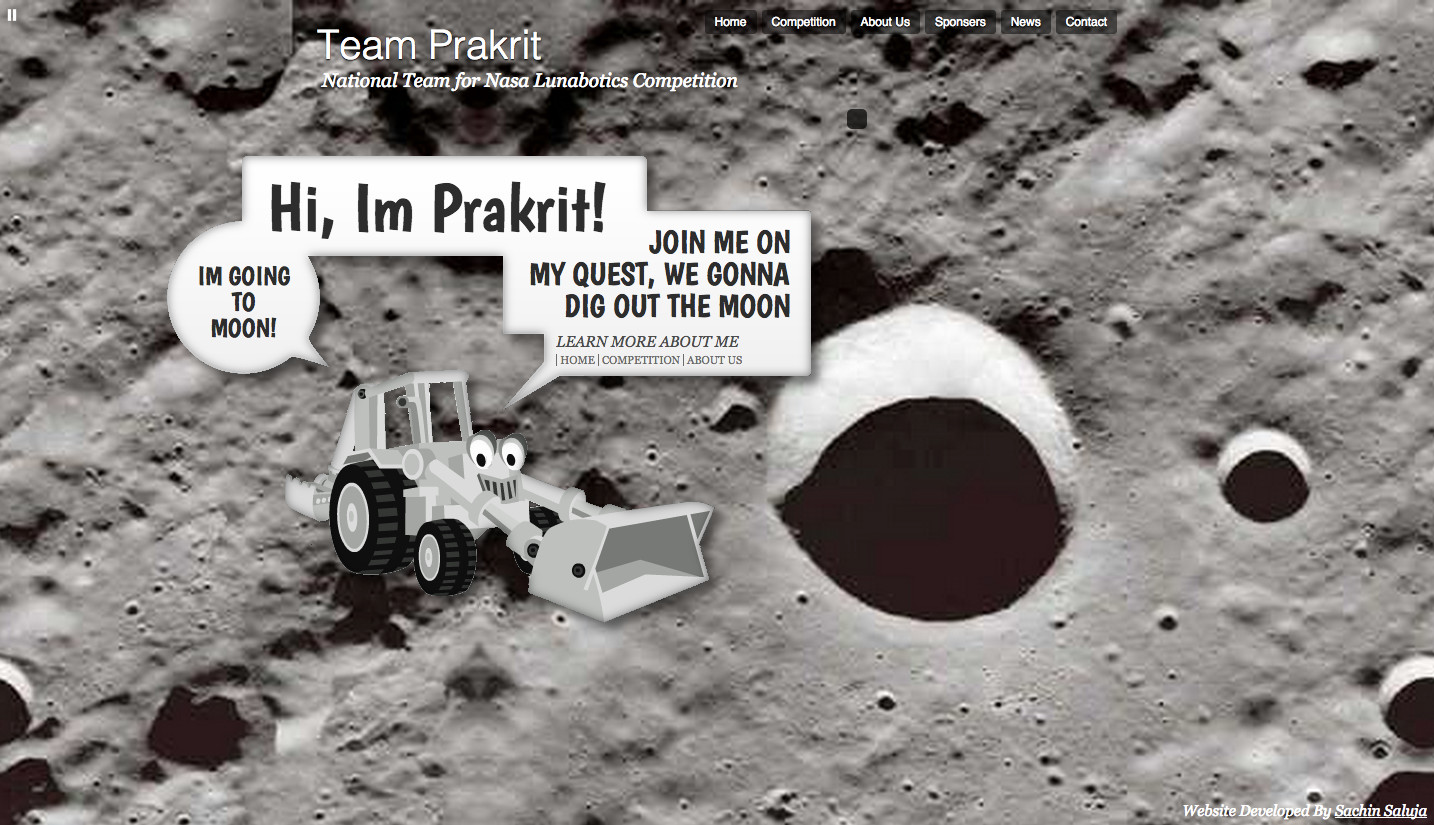 Home Competition About Us Sponsers News Contact
Team Prakrit
National Team for Nasa Lunabotics Competition
Hi, Im Prakrit!
IM GOING
TO
MOON!
JOIN ME ON
MY QUEST, WE GONNA
DIG OUT THE MOON
LEARN MORE ABOUT ME
| HOME | COMPETITION | ABOUT US
Website Developed By Sachin Saluja